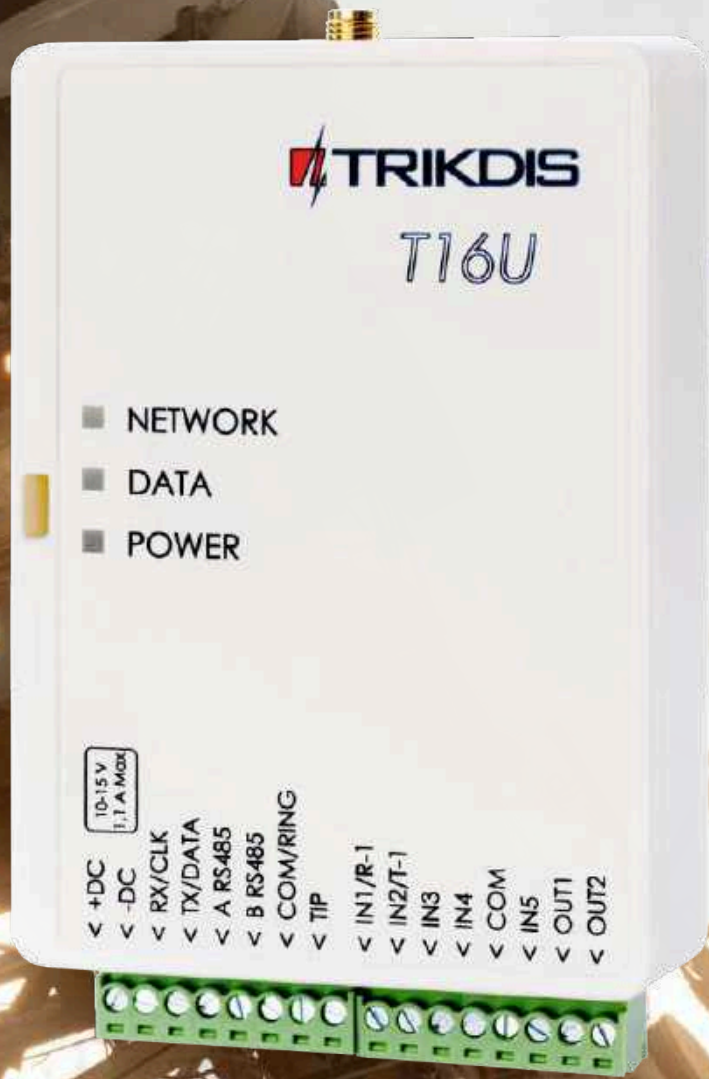 TRIKDIS
T16U
NETWORK
DATA
POWER
10-15 V
1,1 A Max
< +DC
< -DC
< RX/CLK
< TX/DATA
< A RS485
< B RS485
< COM/RING
< TIP
< IN1/R-1
< IN2/T-1
< IN3
< IN4
< COM
< IN5
< OUT1
< OUT2